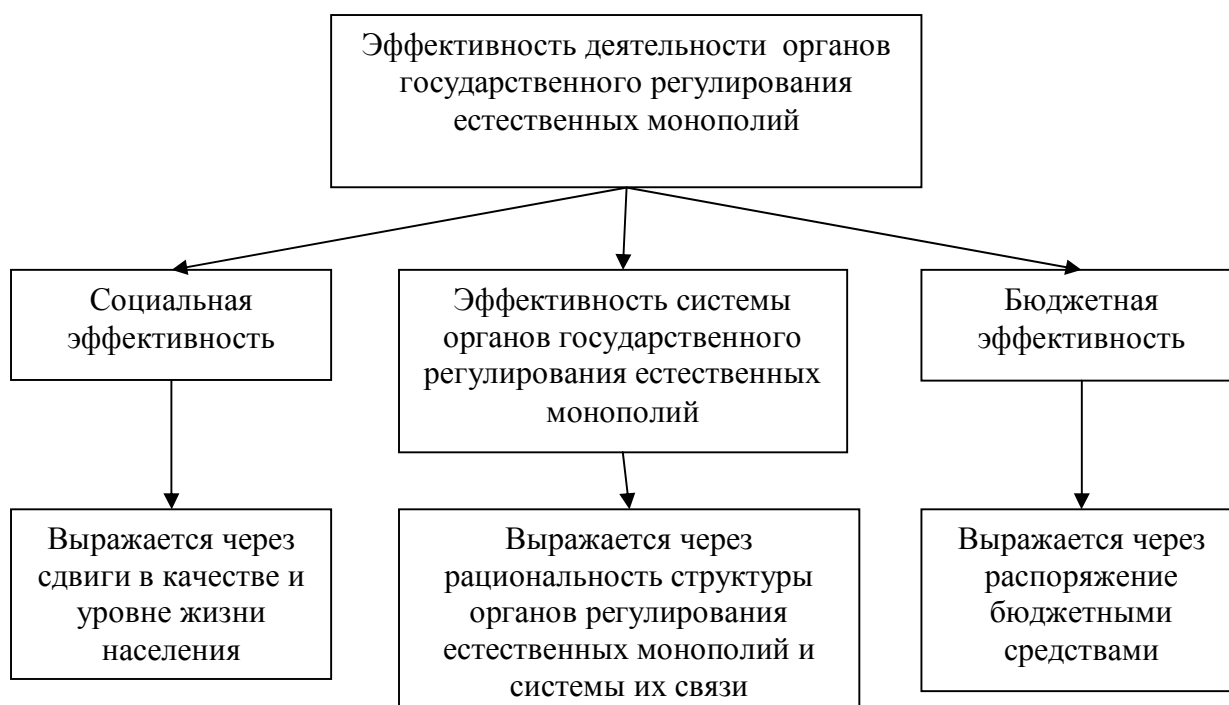 Эффективность деятельности органов
государственного регулирования
естественных монополий
Социальная
эффективность
Эффективность системы
органов государственного
регулирования естественных
монополий
Бюджетная
эффективность
Выражается через
сдвиги в качестве и
уровне жизни
населения
Выражается через
рациональность структуры
органов регулирования
естественных монополий и
системы их связи
Выражается через
распоряжение
бюджетными
средствами